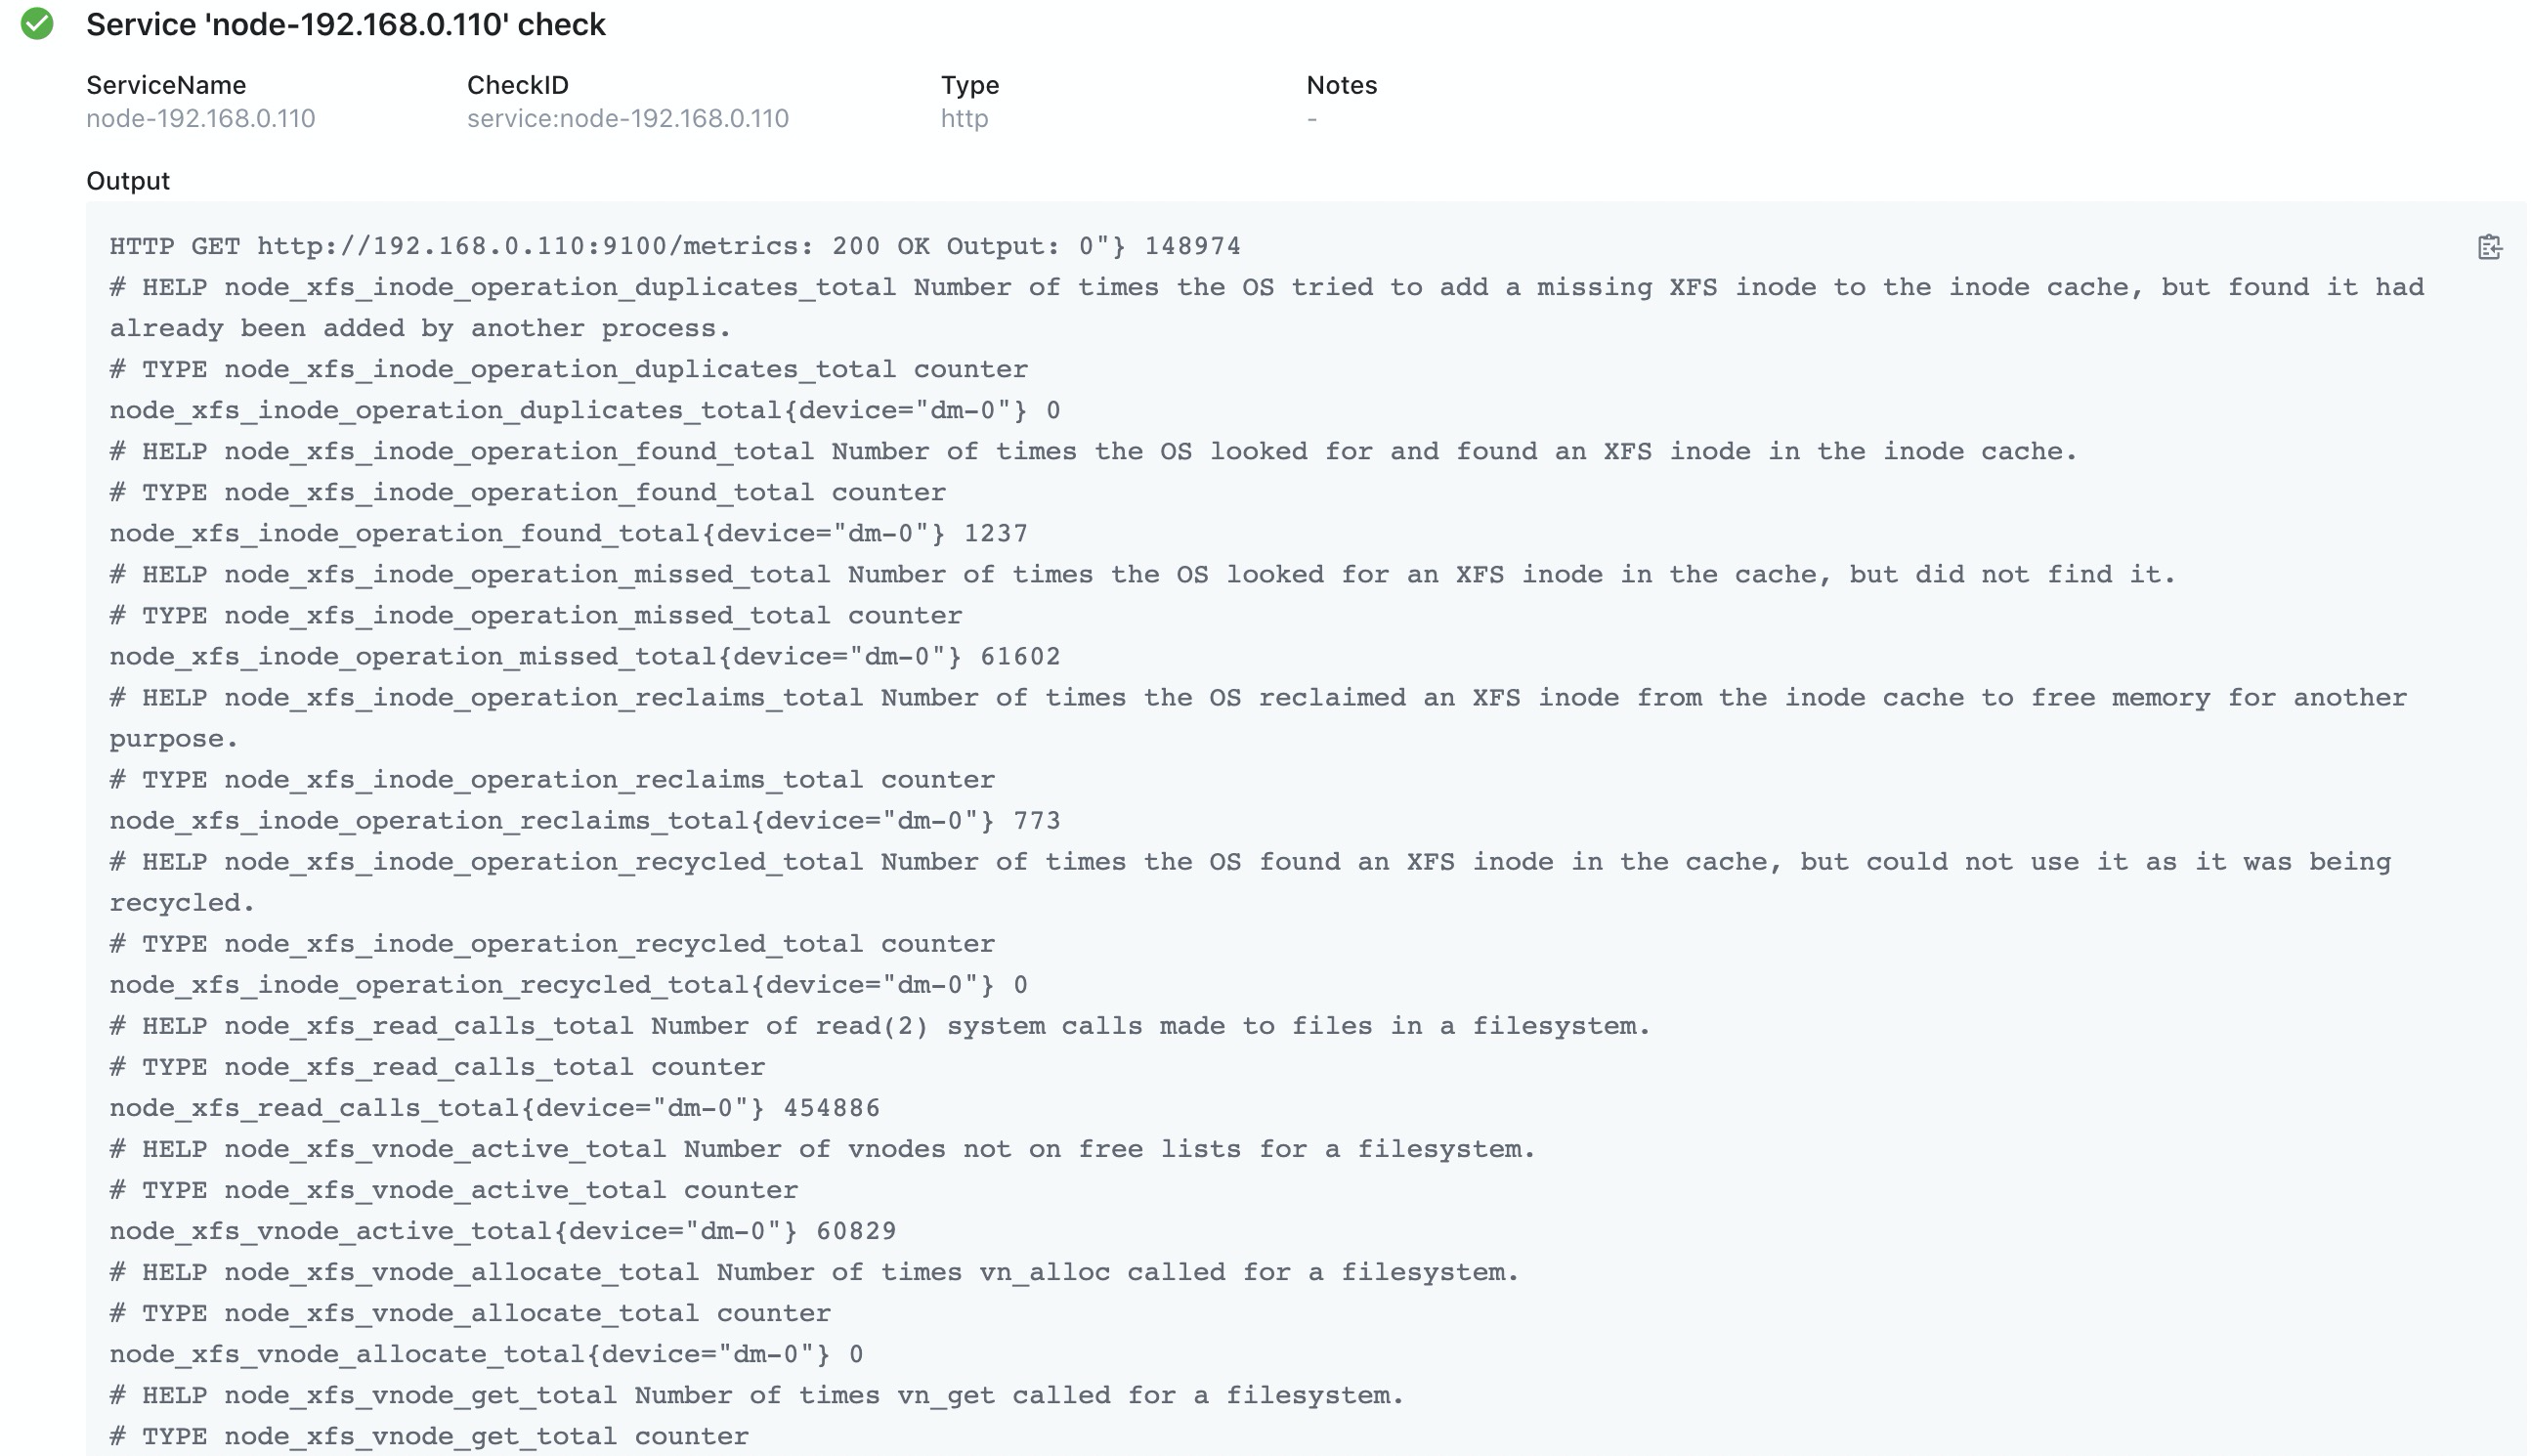 Service 'node-192.168.0.110' check
ServiceName CheckID Type Notes
node-192.168.0.110 service:node-192.168.0.110 http -
Output
HTTP GET http://192.168.0.110:9100/metrics: 200 OK Output: 0"} 148974
# HELP node_xfs_inode_operation_duplicates_total Number of times the OS tried to add a missing XFS inode to the inode cache, but found it had
already been added by another process.
# TYPE node_xfs_inode_operation_duplicates_total counter
node_xfs_inode_operation_duplicates_total{device="dm-0"} 0
# HELP node_xfs_inode_operation_found_total Number of times the OS looked for and found an XFS inode in the inode cache.
# TYPE node_xfs_inode_operation_found_total counter
node_xfs_inode_operation_found_total{device="dm-0"} 1237
# HELP node_xfs_inode_operation_missed_total Number of times the OS looked for an XFS inode in the cache, but did not find it.
# TYPE node_xfs_inode_operation_missed_total counter
node_xfs_inode_operation_missed_total{device="dm-0"} 61602
# HELP node_xfs_inode_operation_reclaims_total Number of times the OS reclaimed an XFS inode from the inode cache to free memory for another
purpose.
# TYPE node_xfs_inode_operation_reclaims_total counter
node_xfs_inode_operation_reclaims_total{device="dm-0"} 773
# HELP node_xfs_inode_operation_recycled_total Number of times the OS found an XFS inode in the cache, but could not use it as it was being
recycled.
# TYPE node_xfs_inode_operation_recycled_total counter
node_xfs_inode_operation_recycled_total{device="dm-0"} 0
# HELP node_xfs_read_calls_total Number of read(2) system calls made to files in a filesystem.
# TYPE node_xfs_read_calls_total counter
node_xfs_read_calls_total{device="dm-0"} 454886
# HELP node_xfs_vnode_active_total Number of vnodes not on free lists for a filesystem.
# TYPE node_xfs_vnode_active_total counter
node_xfs_vnode_active_total{device="dm-0"} 60829
# HELP node_xfs_vnode_allocate_total Number of times vn_alloc called for a filesystem.
# TYPE node_xfs_vnode_allocate_total counter
node_xfs_vnode_allocate_total{device="dm-0"} 0
# HELP node_xfs_vnode_get_total Number of times vn_get called for a filesystem.
# TYPE node_xfs_vnode_get_total counter